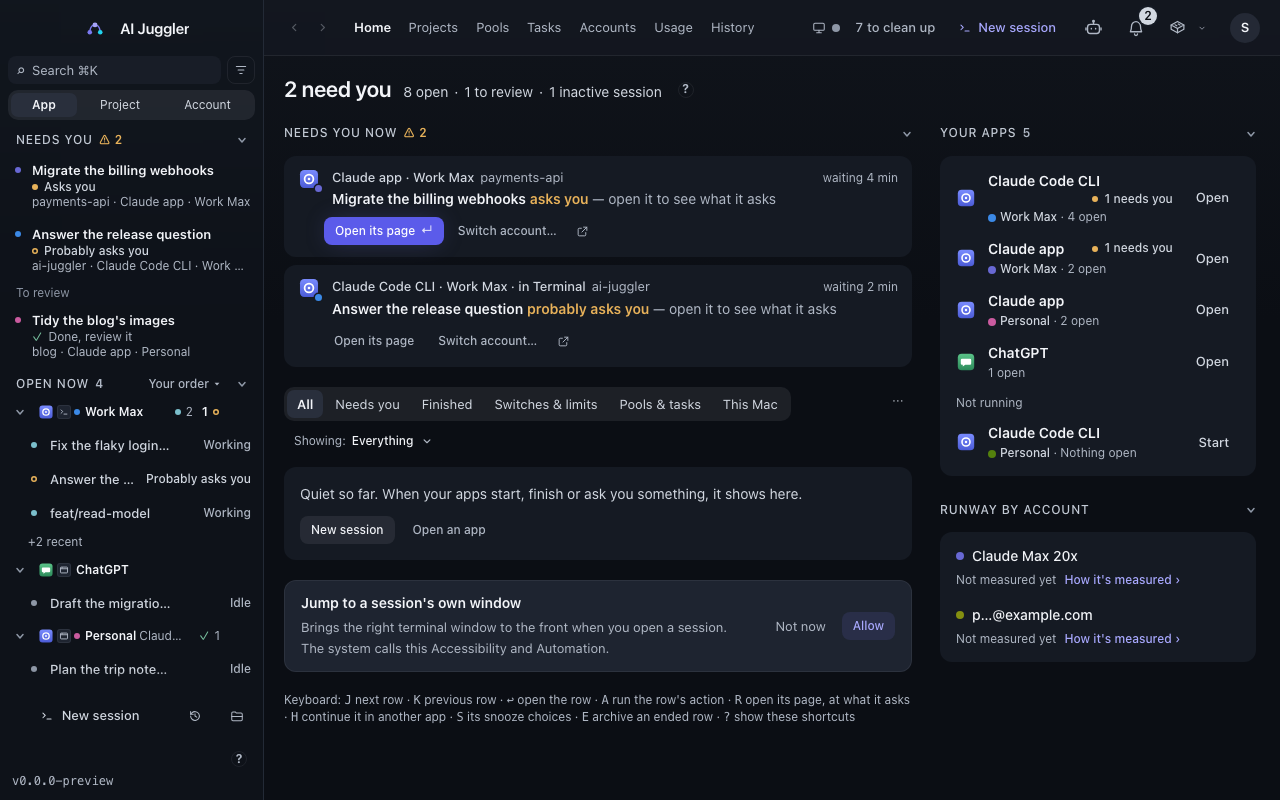 AI Juggler
Search ⌘K
App Project Account
NEEDS YOU 2
Migrate the billing webhooks
Asks you
payments-api · Claude app · Work Max
Answer the release question
Probably asks you
ai-juggler · Claude Code CLI · Work ...
To review
Tidy the blog's images
Done, review it
blog · Claude app · Personal
OPEN NOW 4 Your order
Work Max 2 1
Fix the flaky login... Working
Answer the ... Probably asks you
feat/read-model Working
+2 recent
ChatGPT
Draft the migratio... Idle
Personal Claud... 1
Plan the trip note... Idle
New session
?
v0.0.0-preview
Home Projects Pools Tasks Accounts Usage History
7 to clean up New session 2 S
2 need you 8 open · 1 to review · 1 inactive session ?
NEEDS YOU NOW 2
Claude app · Work Max payments-api waiting 4 min
Migrate the billing webhooks asks you — open it to see what it asks
Open its page ↵ Switch account...
Claude Code CLI · Work Max · in Terminal ai-juggler waiting 2 min
Answer the release question probably asks you — open it to see what it asks
Open its page Switch account...
All Needs you Finished Switches & limits Pools & tasks This Mac ...
Showing: Everything
Quiet so far. When your apps start, finish or ask you something, it shows here.
New session Open an app
Jump to a session's own window
Brings the right terminal window to the front when you open a session.
The system calls this Accessibility and Automation.
Not now Allow
Keyboard: J next row · K previous row · ↩ open the row · A run the row's action · R open its page, at what it asks
· H continue it in another app · S its snooze choices · E archive an ended row · ? show these shortcuts
YOUR APPS 5
Claude Code CLI
1 needs you
Work Max · 4 open
Open
Claude app 1 needs you
Work Max · 2 open
Open
Claude app
Personal · 2 open
Open
ChatGPT
1 open
Open
Not running
Claude Code CLI
Personal · Nothing open
Start
RUNWAY BY ACCOUNT
Claude Max 20x
Not measured yet How it's measured ›
p...@example.com
Not measured yet How it's measured ›